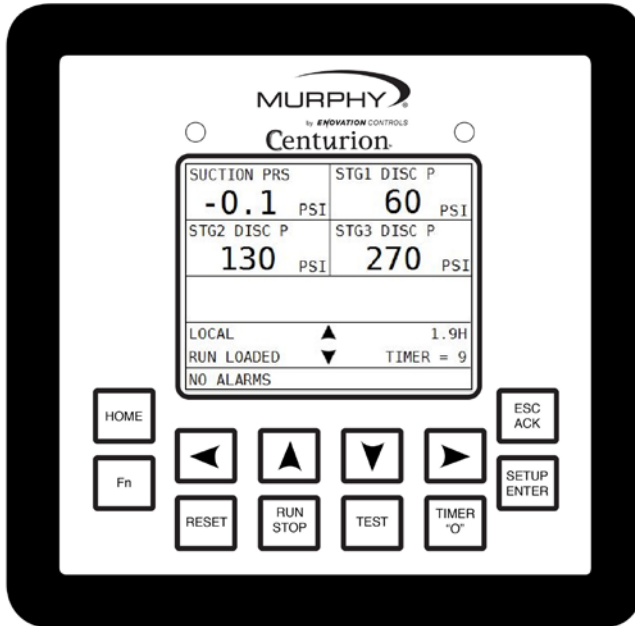 MURPHY
by ENOVATION CONTROLS
Centurion
SUCTION PRS STG1 DISC P
-0.1 PSI 60 PSI
STG2 DISC P STG3 DISC P
130 PSI 270 PSI
LOCAL 1.9H
RUN LOADED TIMER = 9
NO ALARMS
HOME
ESC
ACK
Fn
SETUP
ENTER
RESET
RUN
STOP
TEST
TIMER
"O"